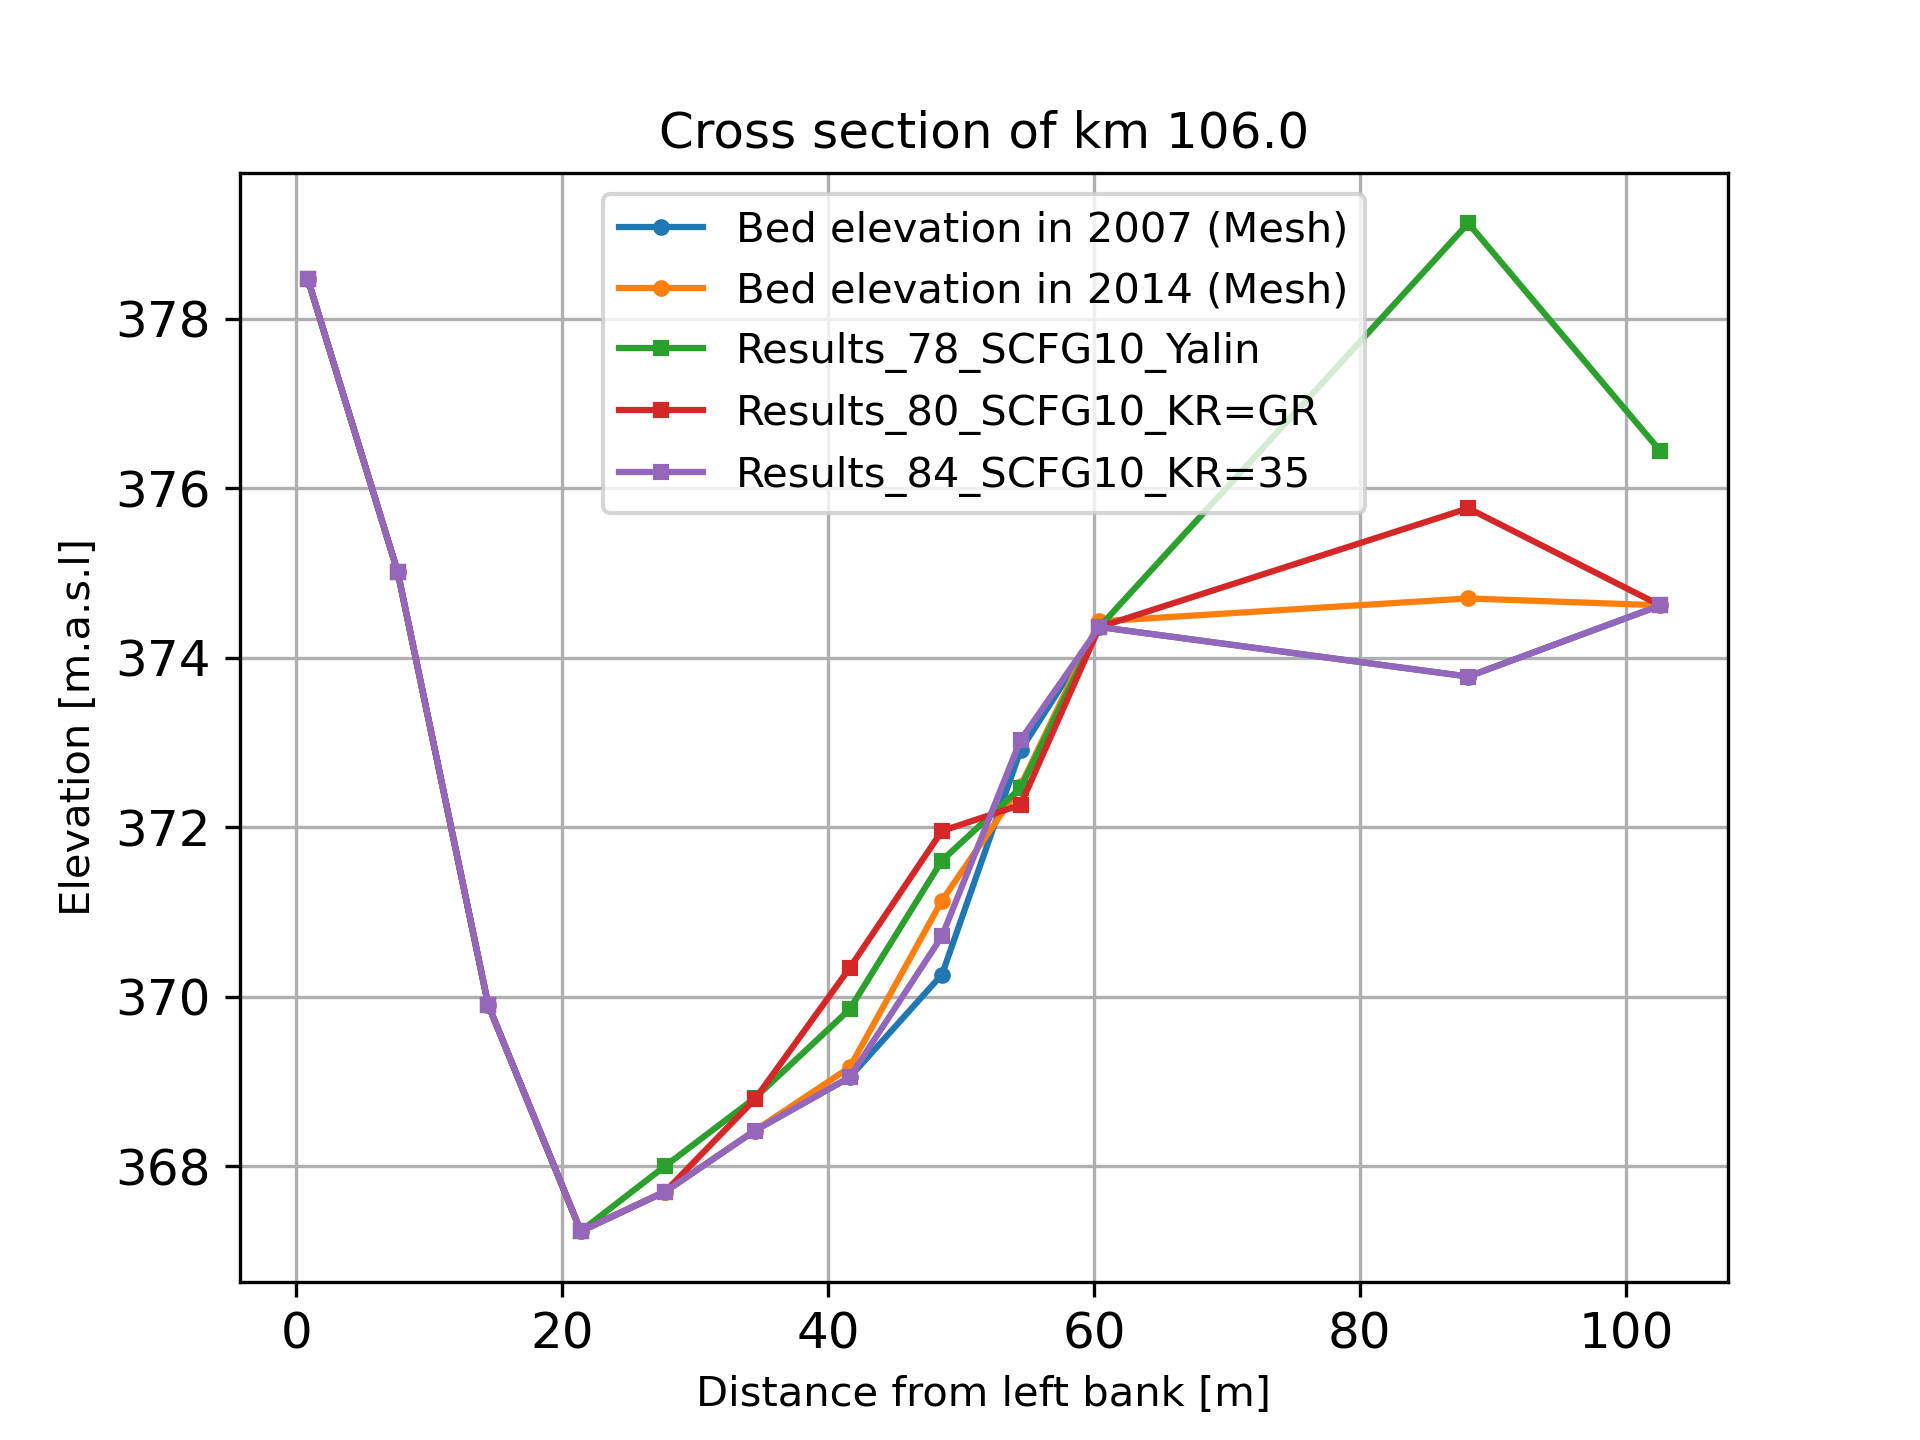 Cross section of km 106.0
Bed elevation in 2007 (Mesh)
Bed elevation in 2014 (Mesh)
Results_78_SCFG10_Yalin
Results_80_SCFG10_KR=GR
Results_84_SCFG10_KR=35
Elevation [m.a.s.l]
378
376
374
372
370
368
0 20 40 60 80 100
Distance from left bank [m]